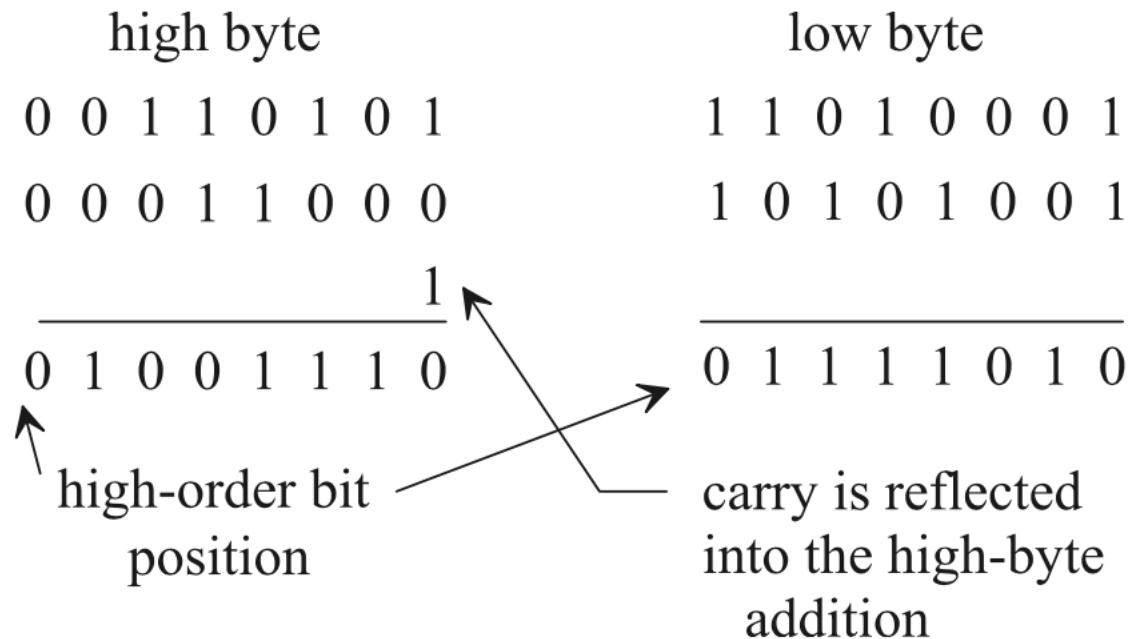 high byte low byte
0 0 1 1 0 1 0 1 1 1 0 1 0 0 0 1
0 0 0 1 1 0 0 0 1 0 1 0 1 0 0 1
1
0 1 0 0 1 1 1 0 0 1 1 1 1 0 1 0
high-order bit
position
carry is reflected
into the high-byte
addition